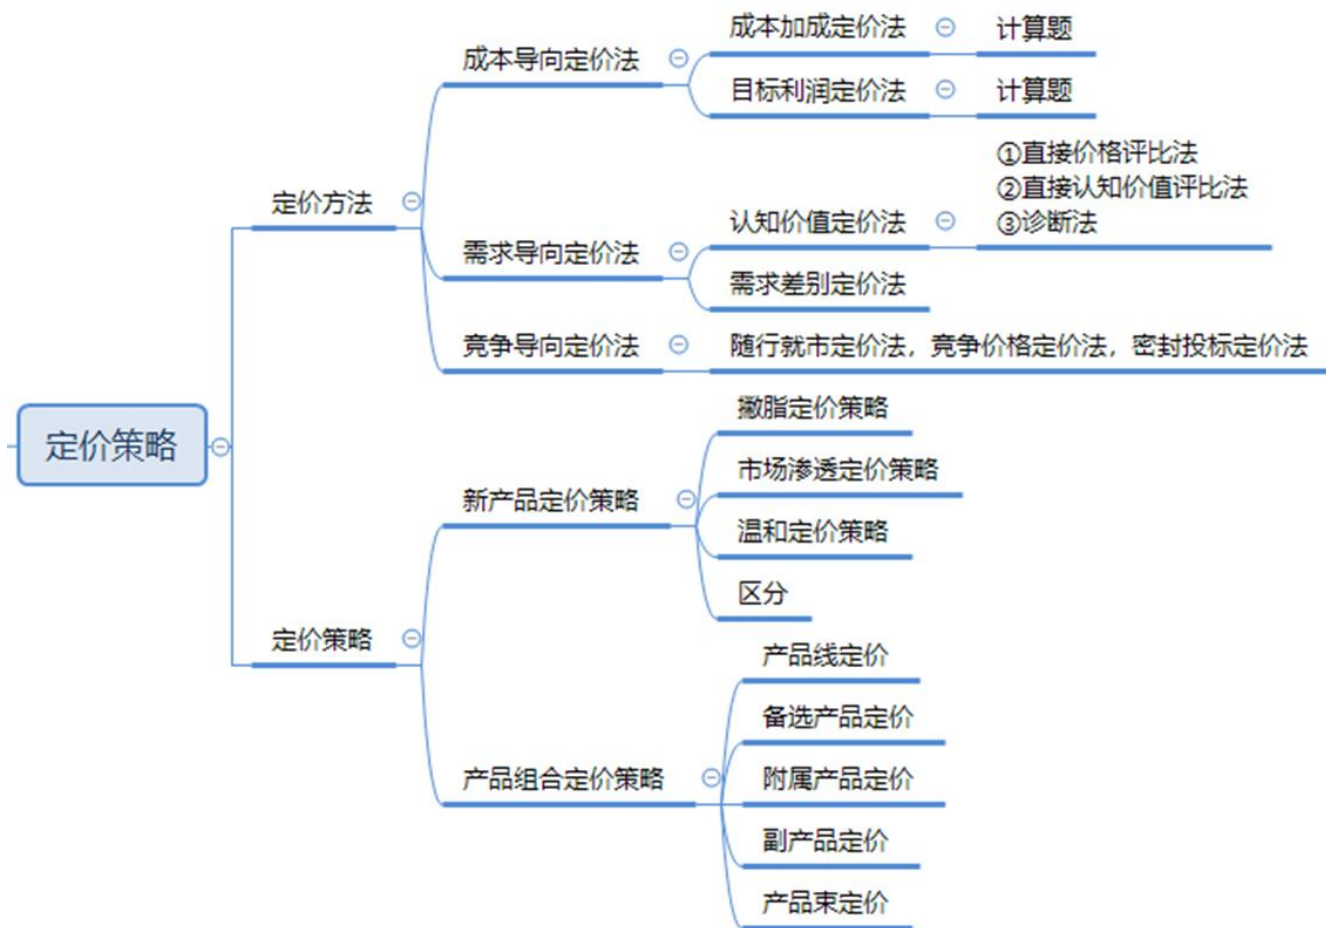 定价策略
定价方法
成本导向定价法
成本加成定价法
计算题
目标利润定价法
计算题
需求导向定价法
认知价值定价法
①直接价格评比法
②直接认知价值评比法
③诊断法
需求差别定价法
竞争导向定价法
随行就市定价法，竞争价格定价法，密封投标定价法
定价策略
新产品定价策略
撇脂定价策略
市场渗透定价策略
温和定价策略
区分
产品组合定价策略
产品线定价
备选产品定价
附属产品定价
副产品定价
产品束定价